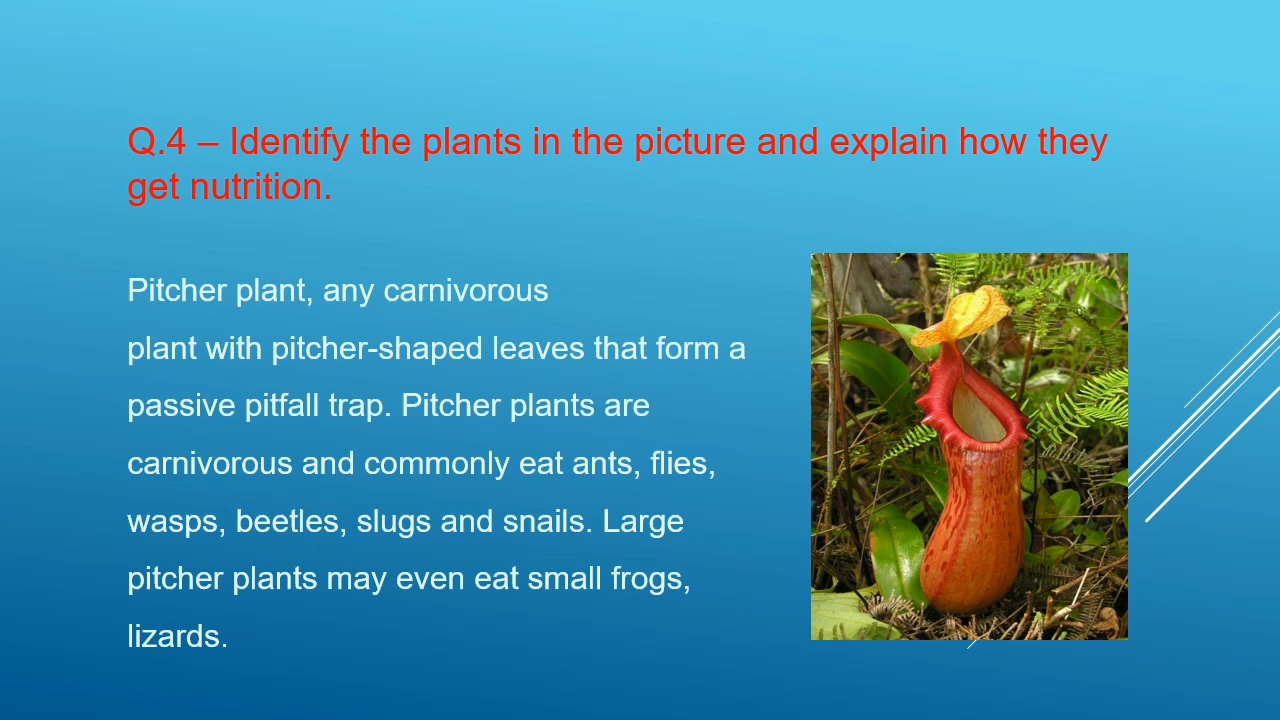 Q.4 – Identify the plants in the picture and explain how they
get nutrition.
Pitcher plant, any carnivorous
plant with pitcher-shaped leaves that form a
passive pitfall trap. Pitcher plants are
carnivorous and commonly eat ants, flies,
wasps, beetles, slugs and snails. Large
pitcher plants may even eat small frogs,
lizards.